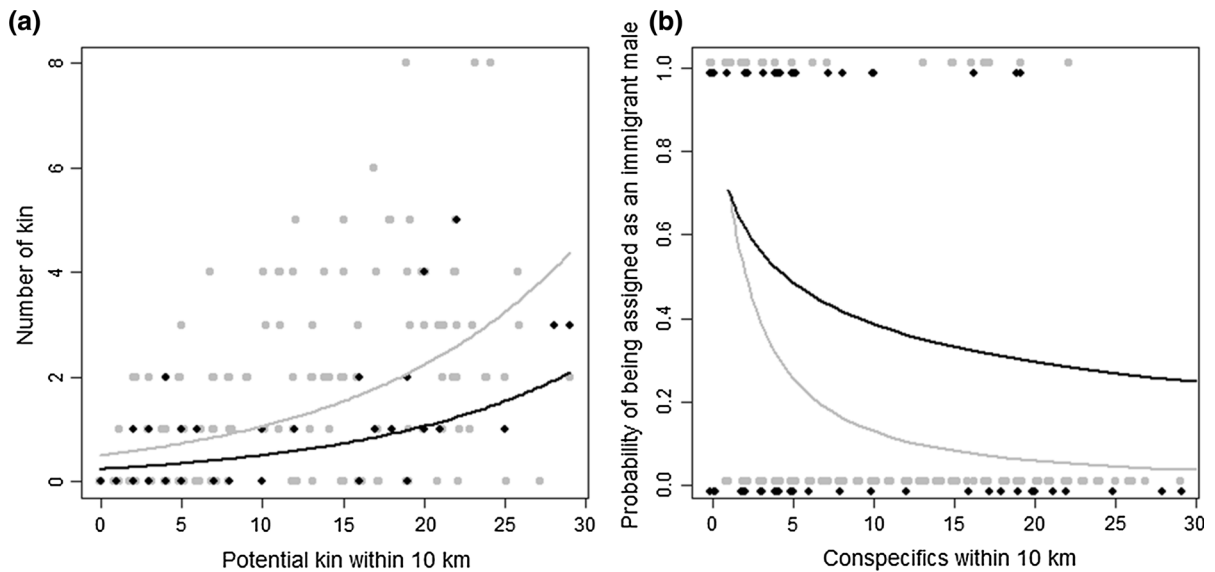 (a)
8
6
4
2
0
Number of kin
0 5 10 15 20 25 30
Potential kin within 10 km
(b)
1.0
0.8
0.6
0.4
0.2
0.0
Probability of being assigned as an immigrant male
0 5 10 15 20 25 30
Conspecifics within 10 km